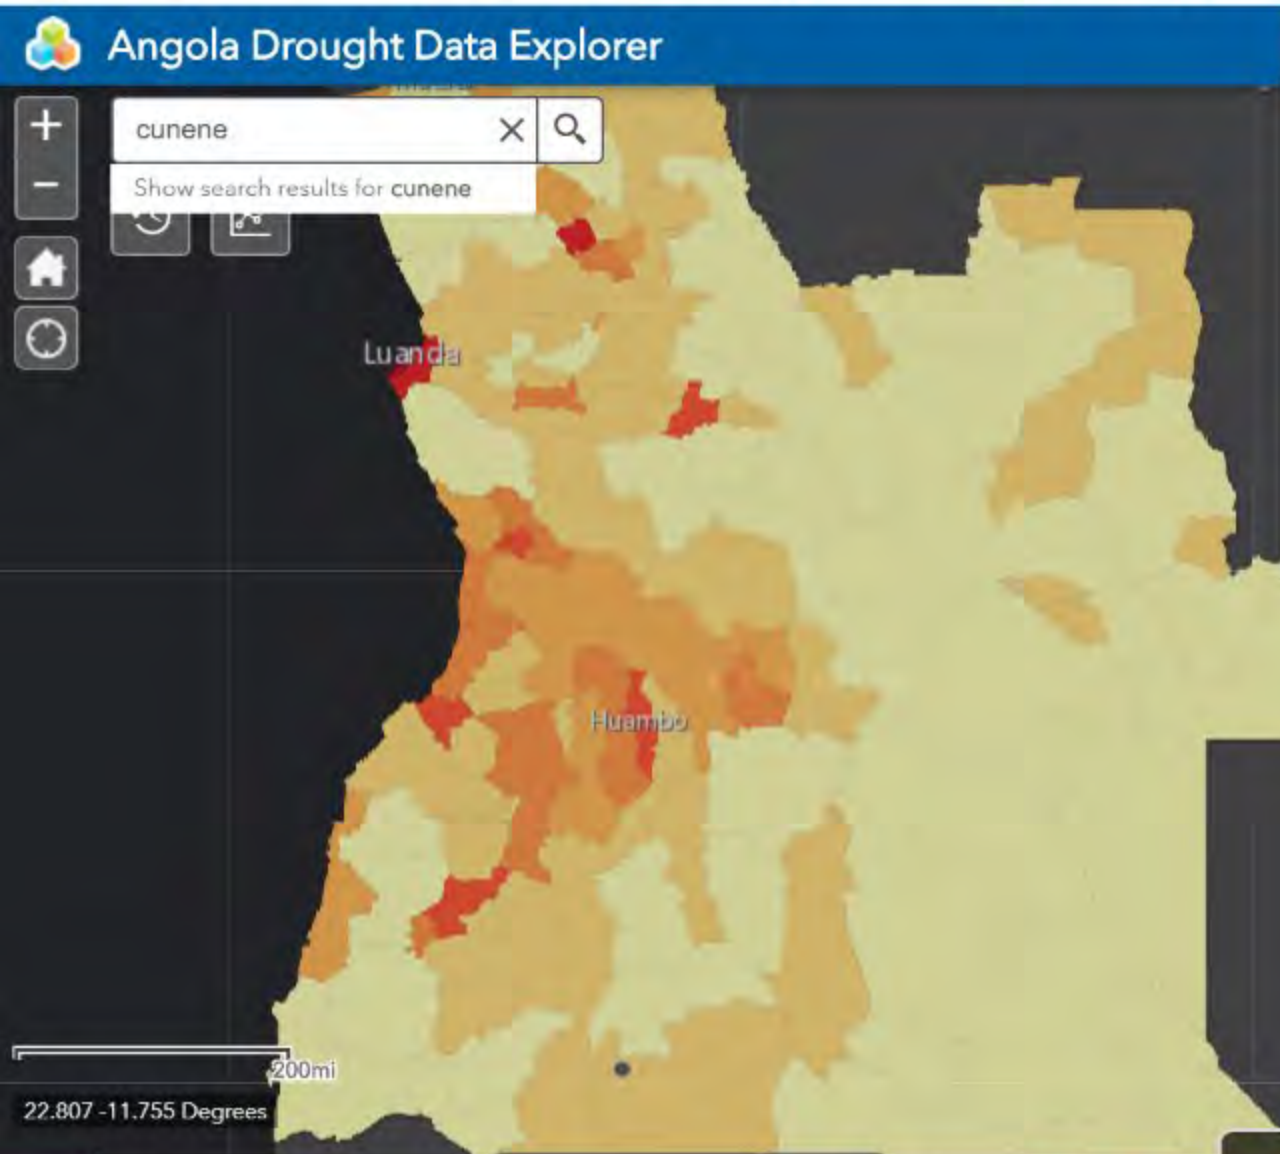 Angola Drought Data Explorer
cunene
Show search results for cunene
Luanda
Huambo
200mi
22.807 -11.755 Degrees